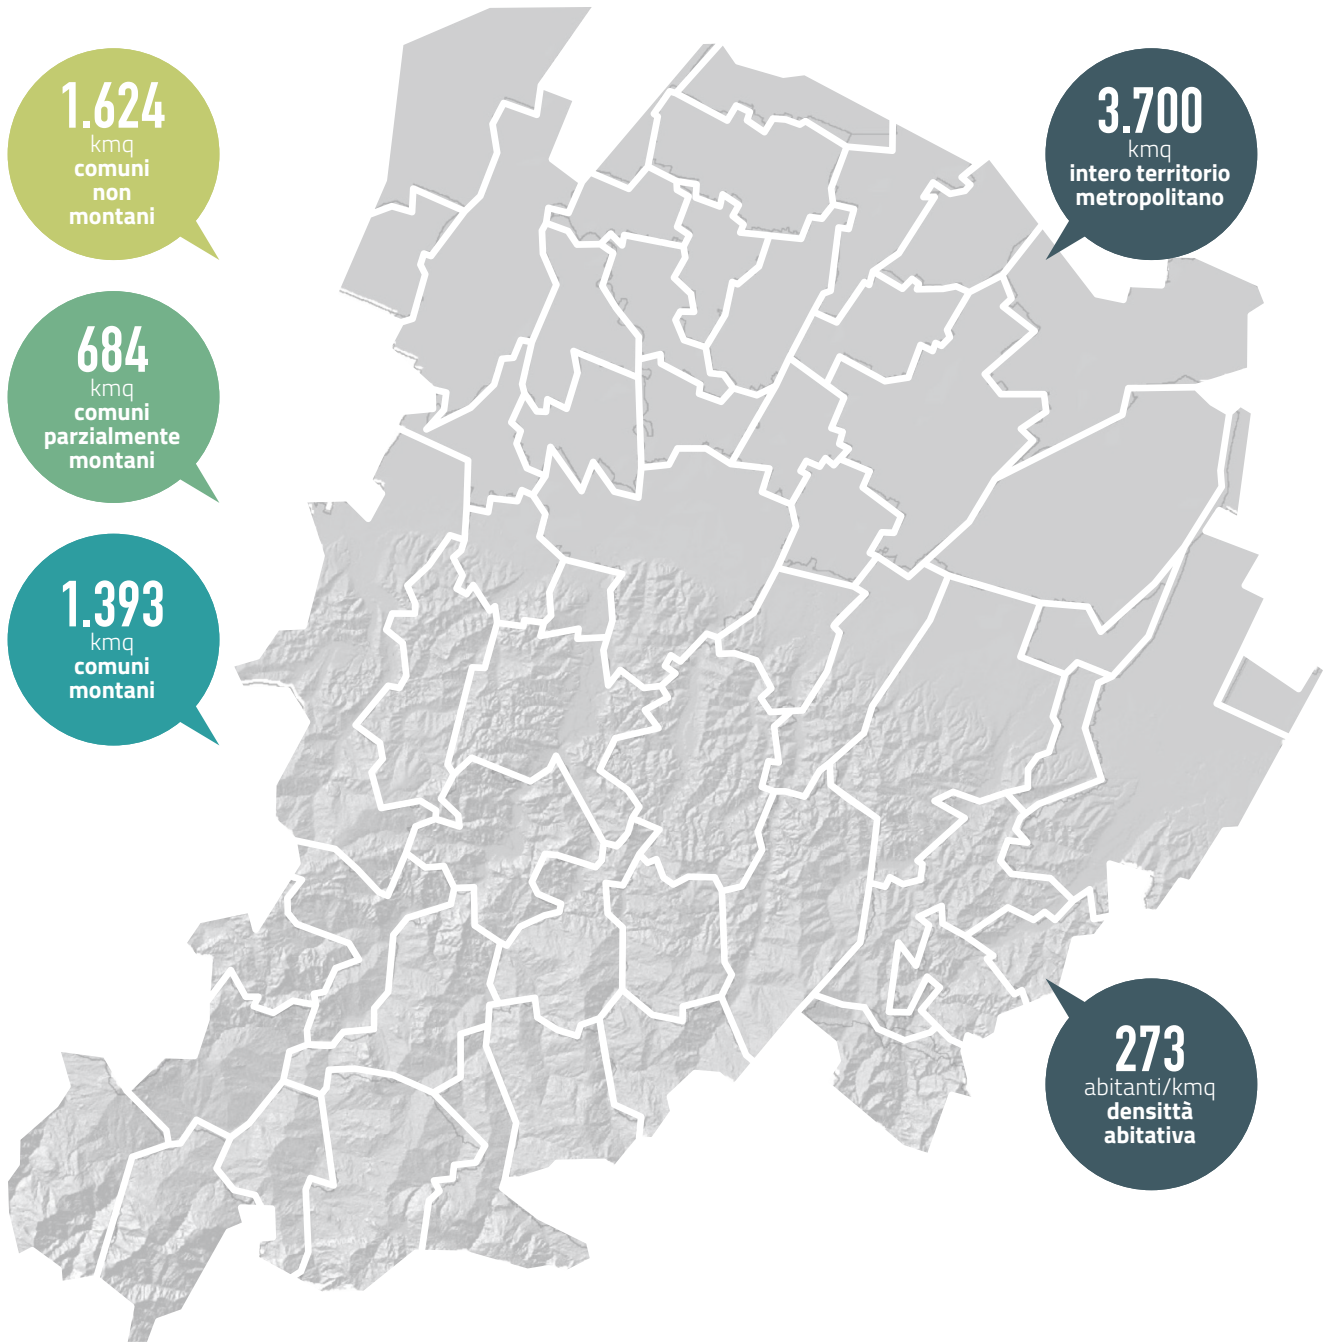 1.624
kmq
comuni
non
montani
684
kmq
comuni
parzialmente
montani
1.393
kmq
comuni
montani
3.700
kmq
intero territorio
metropolitano
273
abitanti/kmq
densittà
abitativa